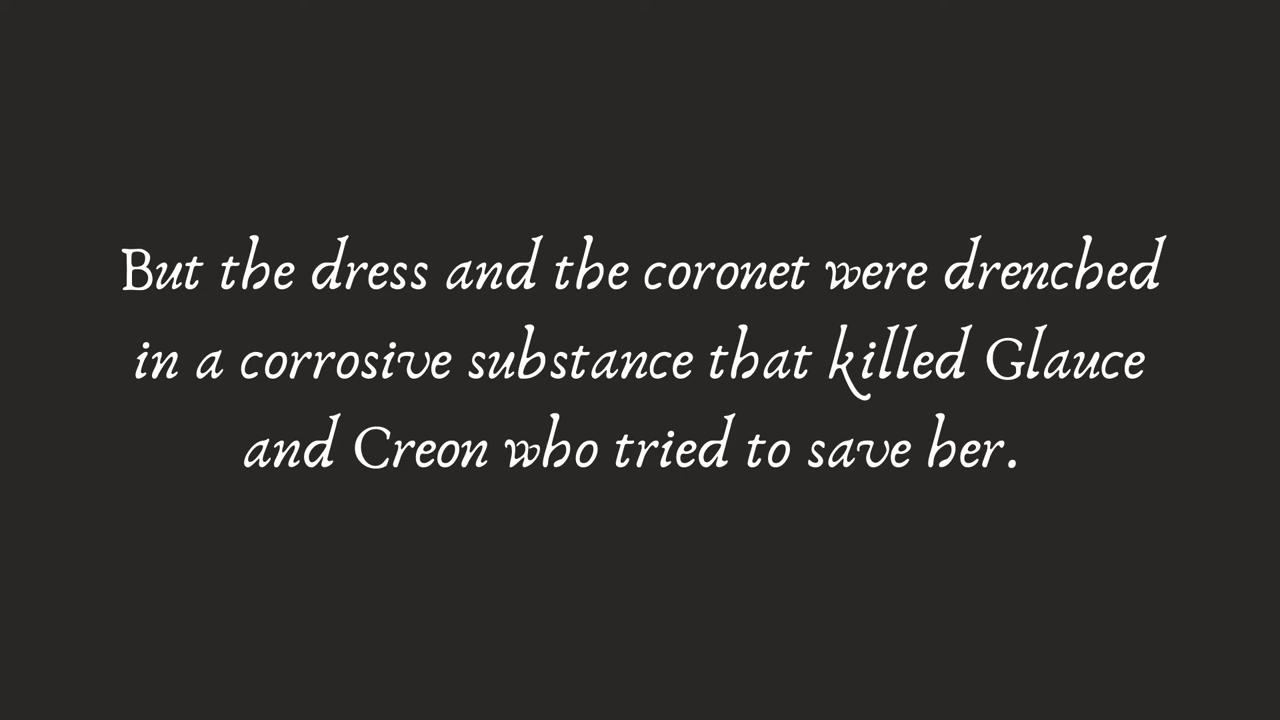 But the dress and the coronet were drenched
in a corrosive substance that killed Glauce
and Creon who tried to save her.